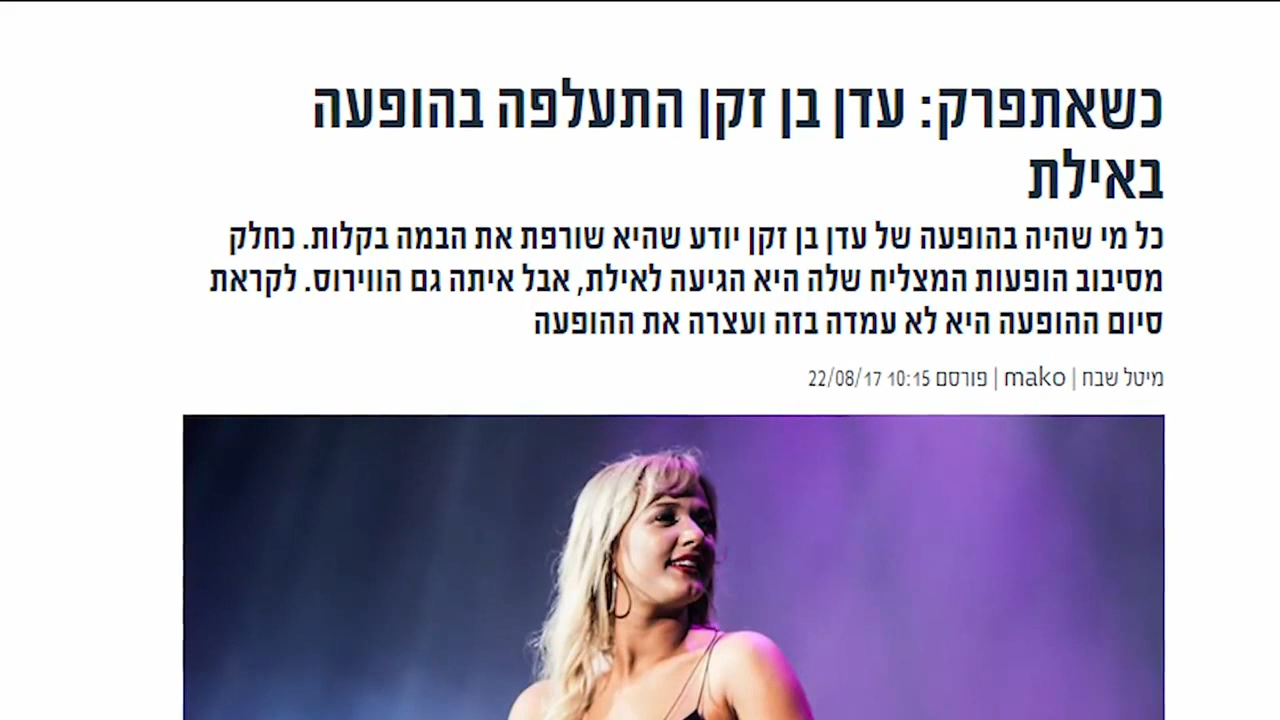 כשאתפרק: עדן בן זקן התעלפה בהופעה
באילת
כל מי שהיה בהופעה של עדן בן זקן יודע שהיא שורפת את הבמה בקלות. כחלק
מסיבוב הופעות המצליח שלה היא הגיעה לאילת, אבל איתה גם הווירוס. לקראת
סיום ההופעה היא לא עמדה בזה ועצרה את ההופעה
מיטל שבח | mako | פורסם 22/08/17 10:15